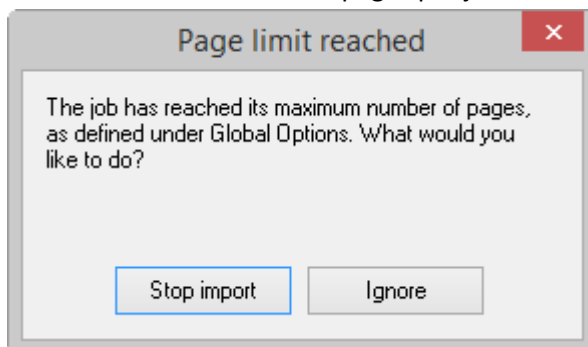 Page limit reached
The job has reached its maximum number of pages,
as defined under Global Options. What would you
like to do?
Stop import
Ignore